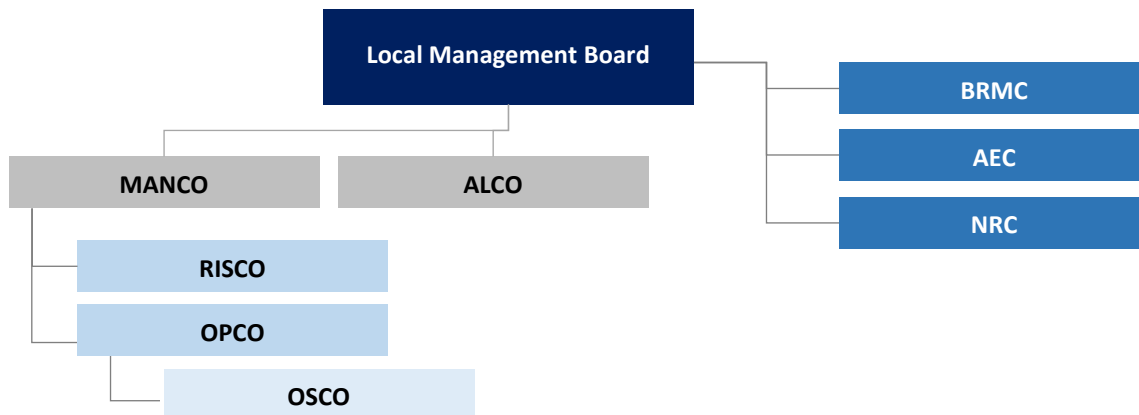 Local Management Board
BRMC
AEC
MANCO
ALCO
NRC
RISCO
OPCO
OSCO